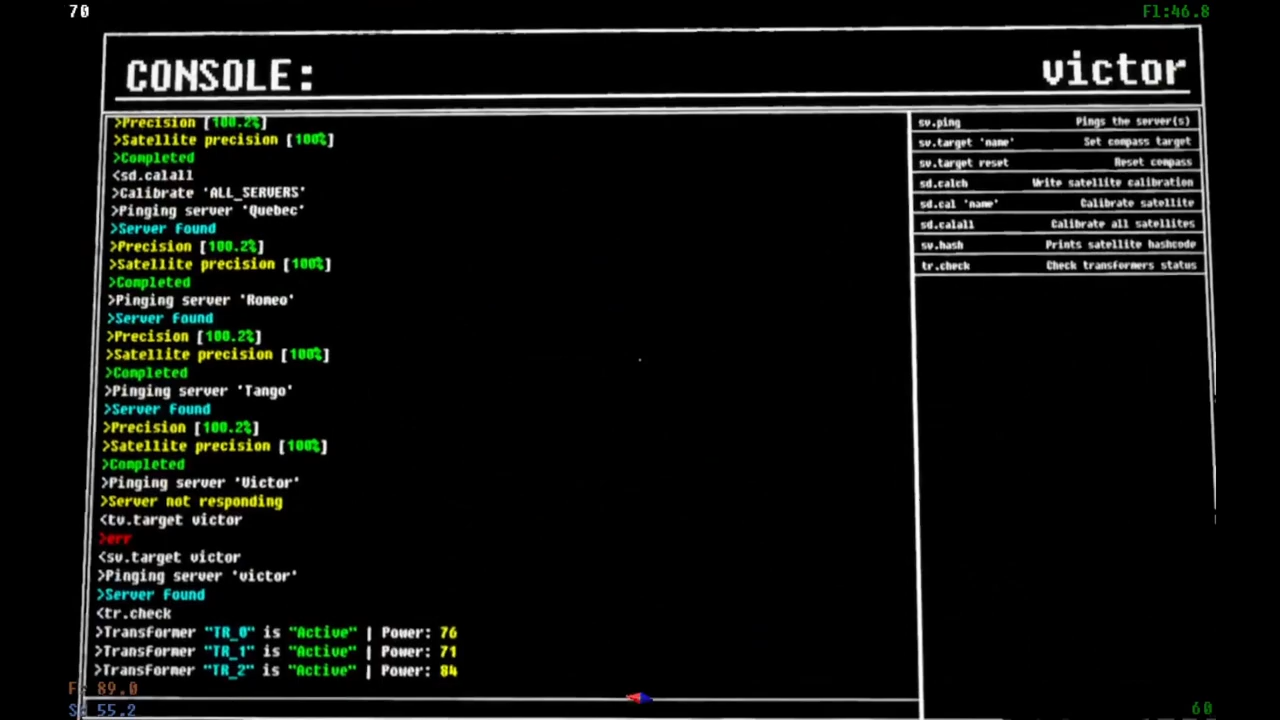 70
F1:46.8
CONSOLE:
victor
>Precision [100.2%]
>Satellite precision [100%]
>Completed
<sd.calall
>Calibrate 'ALL_SERVERS'
>Pinging server 'Quebec'
>Server Found
>Precision [100.2%]
>Satellite precision [100%]
>Completed
>Pinging server 'Romeo'
>Server Found
>Precision [100.2%]
>Satellite precision [100%]
>Completed
>Pinging server 'Tango'
>Server Found
>Precision [100.2%]
>Satellite precision [100%]
>Completed
>Pinging server 'Victor'
>Server not responding
<tv.target victor
>err
<sv.target victor
>Pinging server 'victor'
>Server Found
<tr.check
>Transformer "TR_0" is "Active" | Power: 76
>Transformer "TR_1" is "Active" | Power: 71
>Transformer "TR_2" is "Active" | Power: 84
sv.ping Pings the server(s)
sv.target 'name' Set compass target
sv.target reset Reset compass
sd.calch Write satellite calibration
sd.cal 'name' Calibrate satellite
sd.calall Calibrate all satellites
sv.hash Prints satellite hashcode
tr.check Check transformers status
89.0
55.2
60